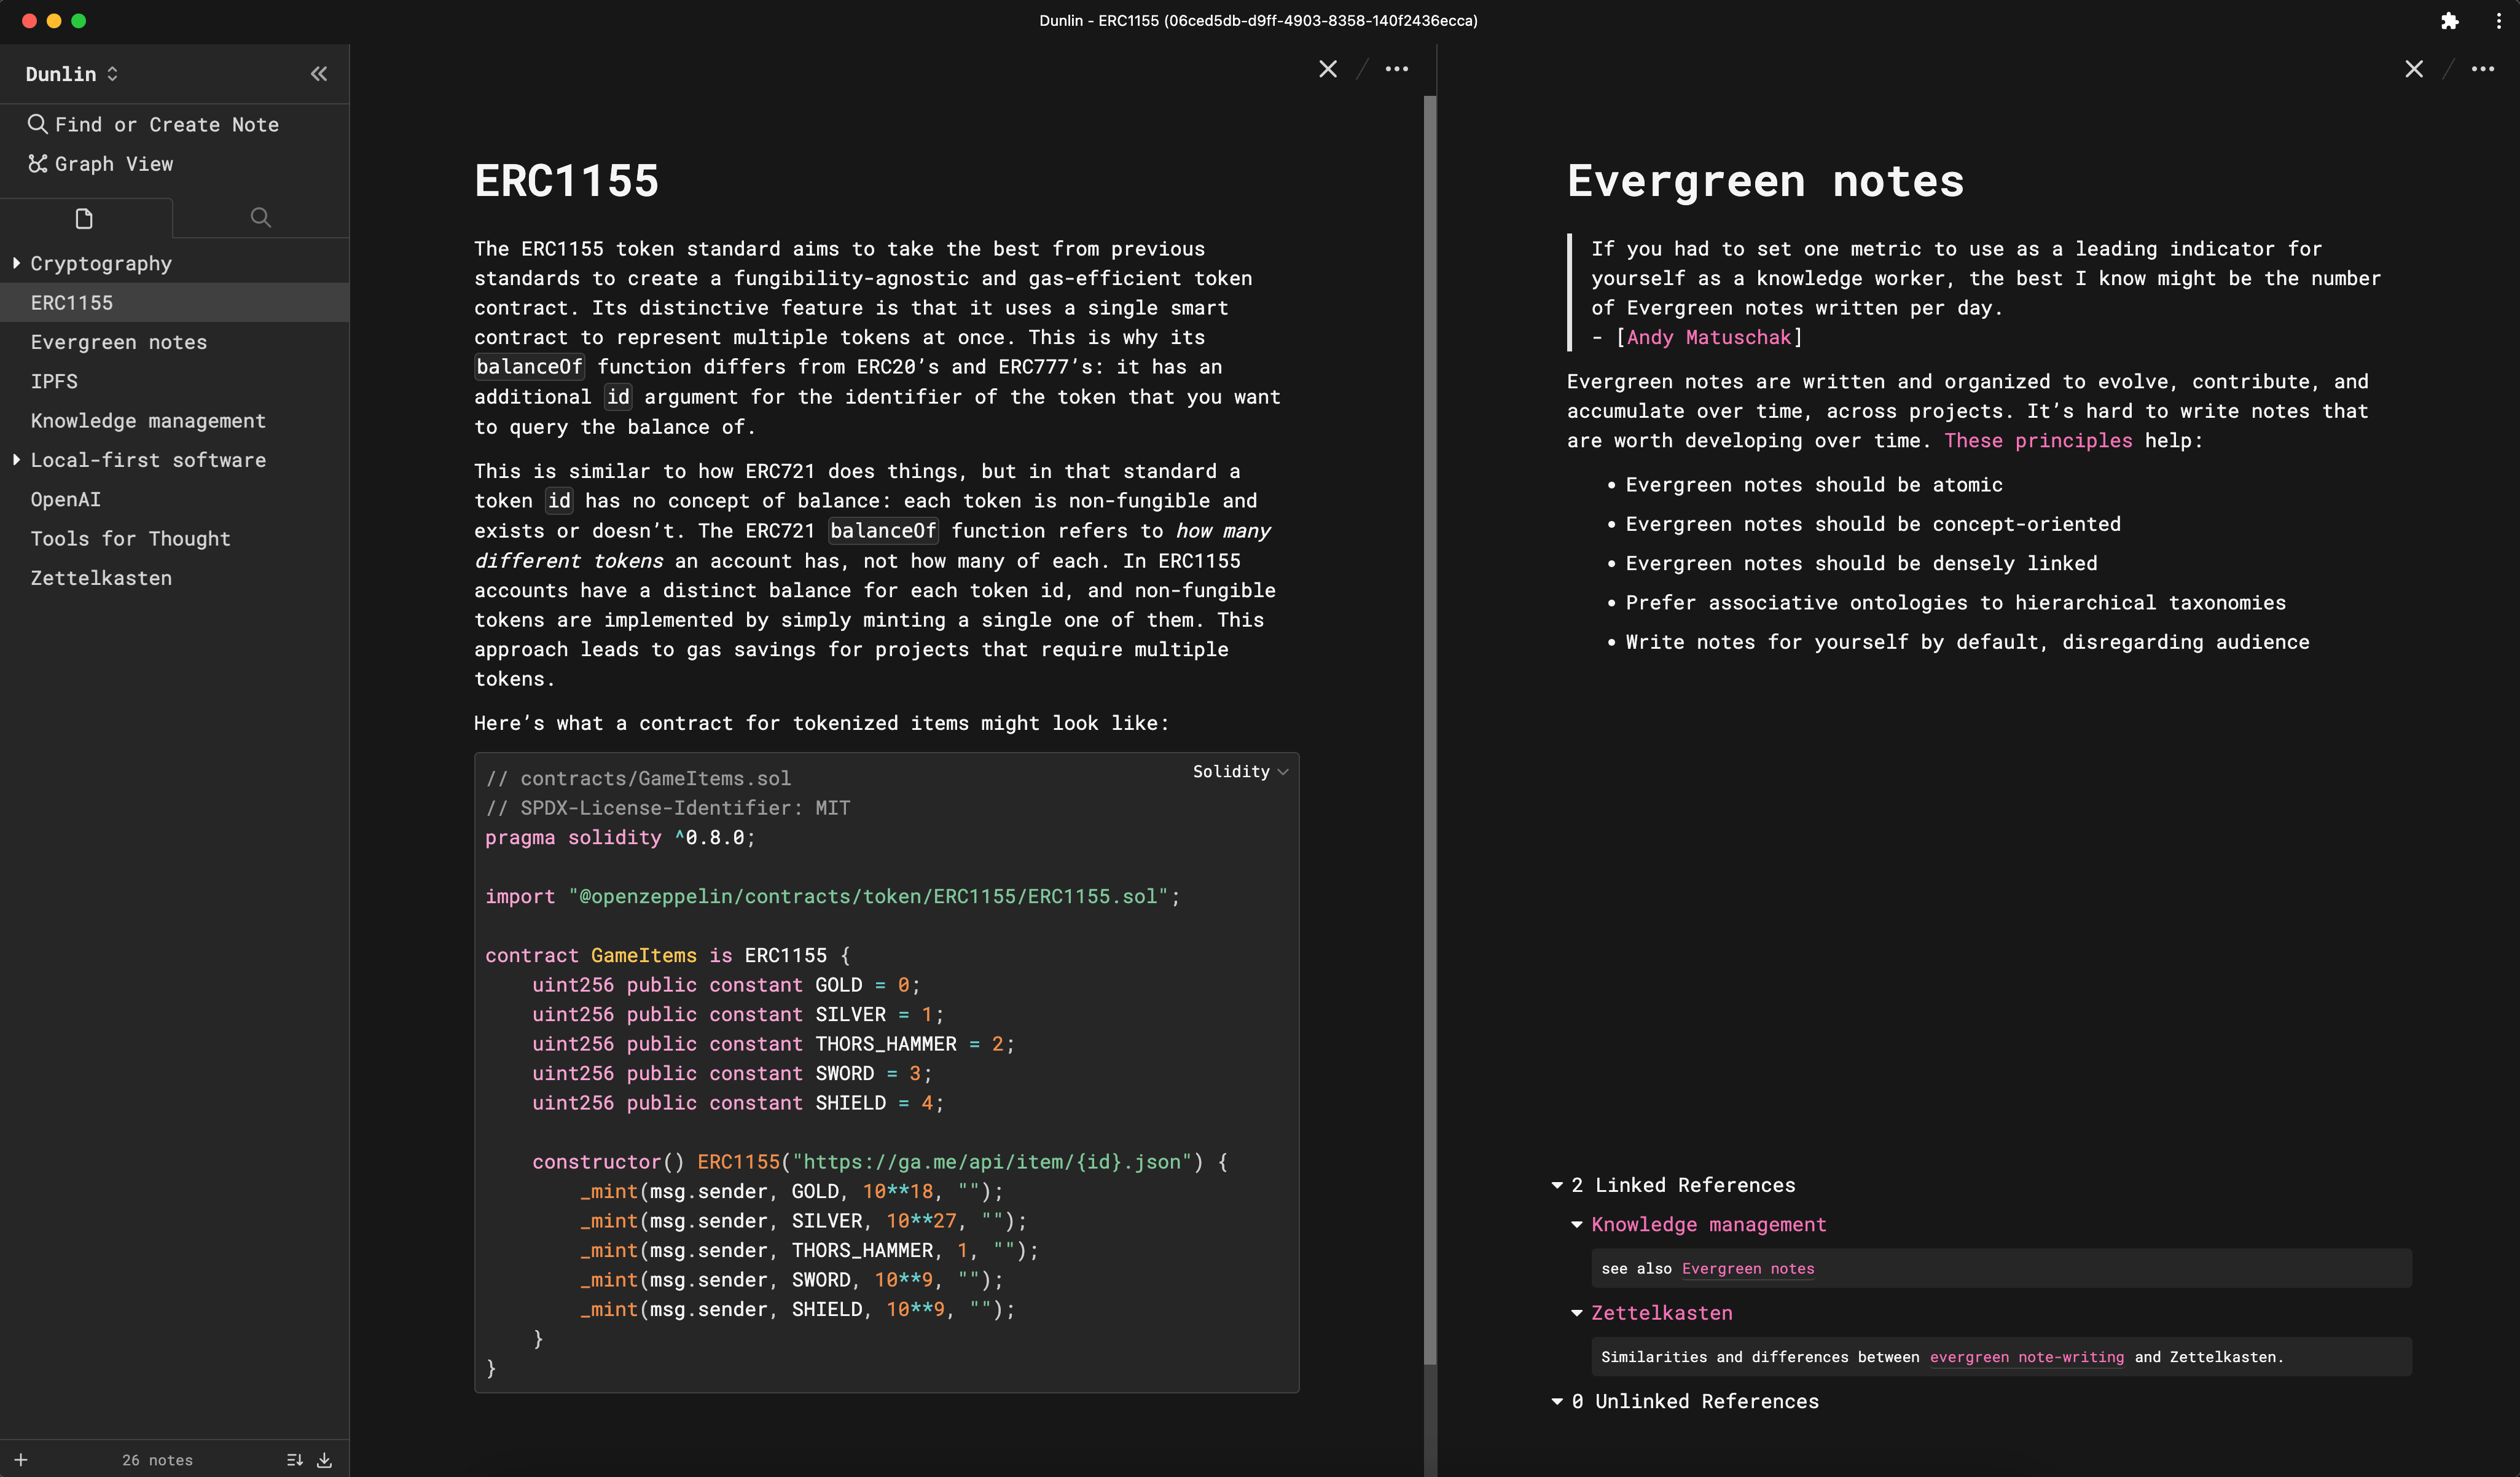 Dunlin - ERC1155 (06ced5db-d9ff-4903-8358-140f2436ecca)
Dunlin
Find or Create Note
Graph View
Cryptography
ERC1155
Evergreen notes
IPFS
Knowledge management
Local-first software
OpenAI
Tools for Thought
Zettelkasten
26 notes
ERC1155
The ERC1155 token standard aims to take the best from previous
standards to create a fungibility-agnostic and gas-efficient token
contract. Its distinctive feature is that it uses a single smart
contract to represent multiple tokens at once. This is why its
balanceOf function differs from ERC20’s and ERC777’s: it has an
additional id argument for the identifier of the token that you want
to query the balance of.
This is similar to how ERC721 does things, but in that standard a
token id has no concept of balance: each token is non-fungible and
exists or doesn’t. The ERC721 balanceOf function refers to how many
different tokens an account has, not how many of each. In ERC1155
accounts have a distinct balance for each token id, and non-fungible
tokens are implemented by simply minting a single one of them. This
approach leads to gas savings for projects that require multiple
tokens.
Here’s what a contract for tokenized items might look like:
Solidity
// contracts/GameItems.sol
// SPDX-License-Identifier: MIT
pragma solidity ^0.8.0;
import "@openzeppelin/contracts/token/ERC1155/ERC1155.sol";
contract GameItems is ERC1155 {
    uint256 public constant GOLD = 0;
    uint256 public constant SILVER = 1;
    uint256 public constant THORS_HAMMER = 2;
    uint256 public constant SWORD = 3;
    uint256 public constant SHIELD = 4;
    constructor() ERC1155("https://ga.me/api/item/{id}.json") {
        _mint(msg.sender, GOLD, 10**18, "");
        _mint(msg.sender, SILVER, 10**27, "");
        _mint(msg.sender, THORS_HAMMER, 1, "");
        _mint(msg.sender, SWORD, 10**9, "");
        _mint(msg.sender, SHIELD, 10**9, "");
    }
}
Evergreen notes
If you had to set one metric to use as a leading indicator for
yourself as a knowledge worker, the best I know might be the number
of Evergreen notes written per day.
- [Andy Matuschak]
Evergreen notes are written and organized to evolve, contribute, and
accumulate over time, across projects. It’s hard to write notes that
are worth developing over time. These principles help:
• Evergreen notes should be atomic
• Evergreen notes should be concept-oriented
• Evergreen notes should be densely linked
• Prefer associative ontologies to hierarchical taxonomies
• Write notes for yourself by default, disregarding audience
2 Linked References
Knowledge management
see also Evergreen notes
Zettelkasten
Similarities and differences between evergreen note-writing and Zettelkasten.
0 Unlinked References